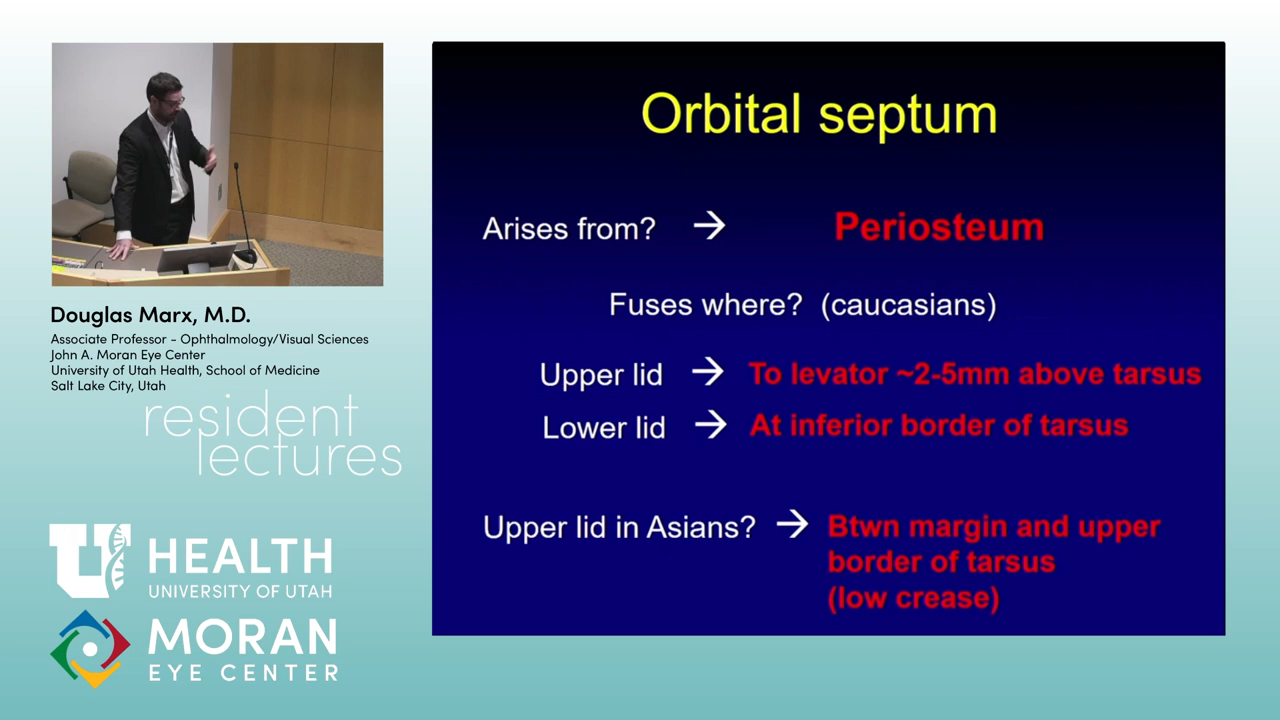 Douglas Marx, M.D.
Associate Professor - Ophthalmology/Visual Sciences
John A. Moran Eye Center
University of Utah Health, School of Medicine
Salt Lake City, Utah
resident
lectures
U HEALTH
UNIVERSITY OF UTAH
MORAN
EYE CENTER
Orbital septum
Arises from? → Periosteum
Fuses where? (caucasians)
Upper lid → To levator ~2-5mm above tarsus
Lower lid → At inferior border of tarsus
Upper lid in Asians? → Btwn margin and upper
border of tarsus
(low crease)